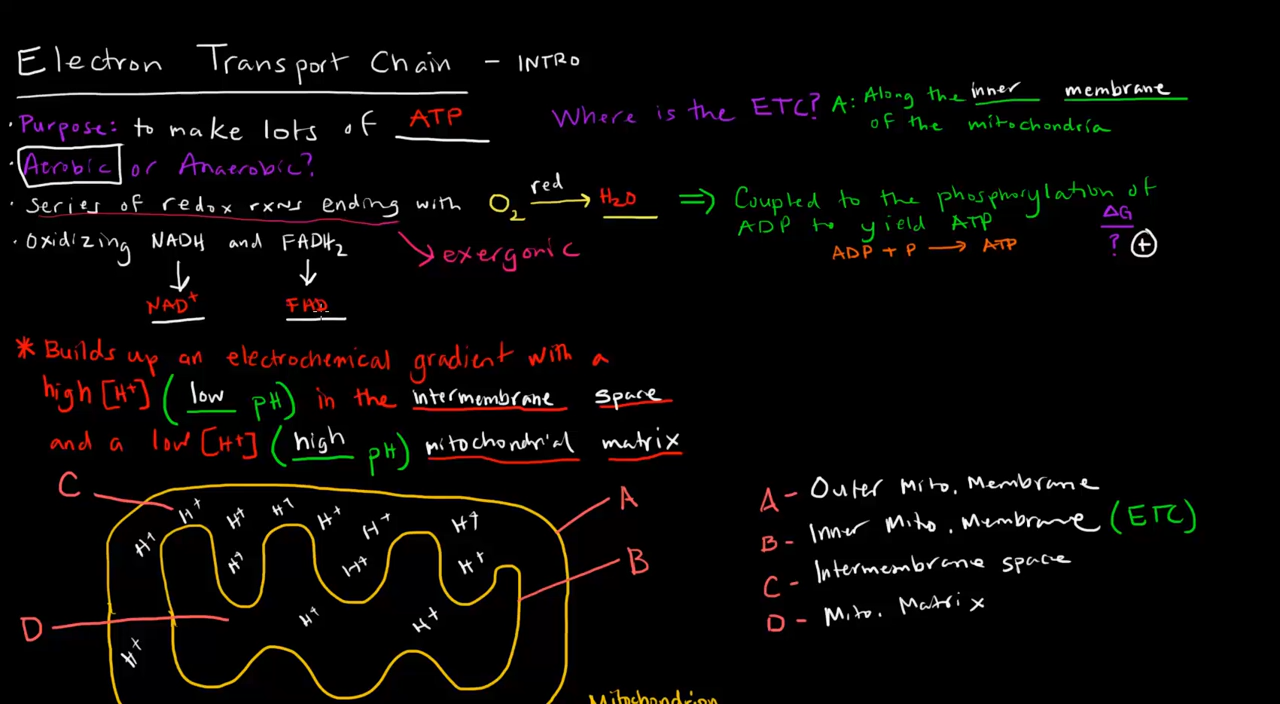 Electron Transport Chain - INTRO
• Purpose: to make lots of ATP
• Aerobic or Anaerobic?
• Series of redox rxns ending with O₂ red→ H₂O ⇒ Coupled to the phosphorylation of
ADP to yield ATP
ADP + P → ATP
ΔG
? +
• Oxidizing NADH and FADH₂
exergonic
NAD⁺ FAD
Where is the ETC? A: Along the inner membrane
of the mitochondria
* Builds up an electrochemical gradient with a
high [H⁺] (low pH) in the intermembrane space
and a low [H⁺] (high pH) mitochondrial matrix
C
A
B
D
H⁺ H⁺ H⁺ H⁺ H⁺ H⁺
H⁺ H⁺ H⁺ H⁺
H⁺ H⁺
H⁺
A - Outer Mito. Membrane
B - Inner Mito. Membrane (ETC)
C - Intermembrane space
D - Mito. Matrix
Mitochondrion